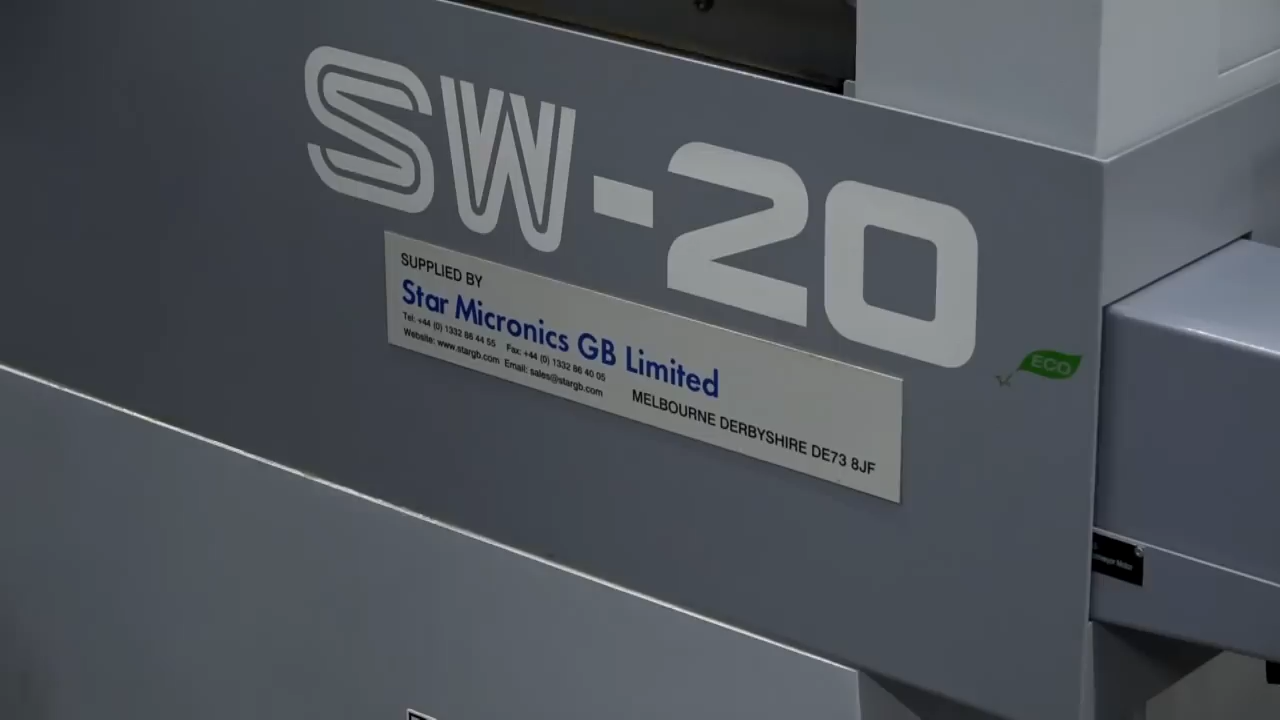 SW-20
SUPPLIED BY
Star Micronics GB Limited
Tel: +44 (0) 1332 86 44 55 Fax: +44 (0) 1332 86 40 05
Website: www.stargb.com Email: sales@stargb.com
MELBOURNE DERBYSHIRE DE73 8JF
ECO
Motor